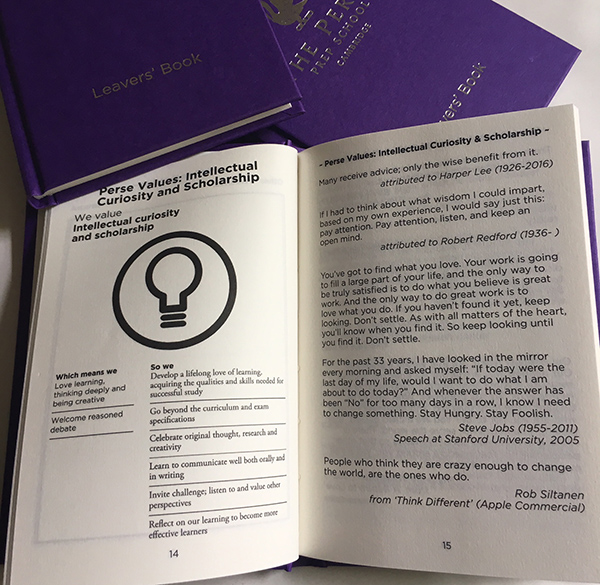 Leavers' Book
HE PER
PREP SCHOOL
CAMBRIDGE
vers' Book
Perse Values: Intellectual
Curiosity and Scholarship
We value
Intellectual curiosity
and scholarship
Which means we
Love learning,
thinking deeply and
being creative
Welcome reasoned
debate
So we
Develop a lifelong love of learning,
acquiring the qualities and skills needed for
successful study
Go beyond the curriculum and exam
specifications
Celebrate original thought, research and
creativity
Learn to communicate well both orally and
in writing
Invite challenge; listen to and value other
perspectives
Reflect on our learning to become more
effective learners
14
- Perse Values: Intellectual Curiosity & Scholarship -
Many receive advice; only the wise benefit from it.
attributed to Harper Lee (1926-2016)
If I had to think about what wisdom I could impart,
based on my own experience, I would say just this:
pay attention. Pay attention, listen, and keep an
open mind.
attributed to Robert Redford (1936- )
You've got to find what you love. Your work is going
to fill a large part of your life, and the only way to
be truly satisfied is to do what you believe is great
work. And the only way to do great work is to
love what you do. If you haven't found it yet, keep
looking. Don't settle. As with all matters of the heart,
you'll know when you find it. So keep looking until
you find it. Don't settle.
For the past 33 years, I have looked in the mirror
every morning and asked myself: "If today were the
last day of my life, would I want to do what I am
about to do today?" And whenever the answer has
been "No" for too many days in a row, I know I need
to change something. Stay Hungry. Stay Foolish.
Steve Jobs (1955-2011)
Speech at Stanford University, 2005
People who think they are crazy enough to change
the world, are the ones who do.
Rob Siltanen
from 'Think Different' (Apple Commercial)
15